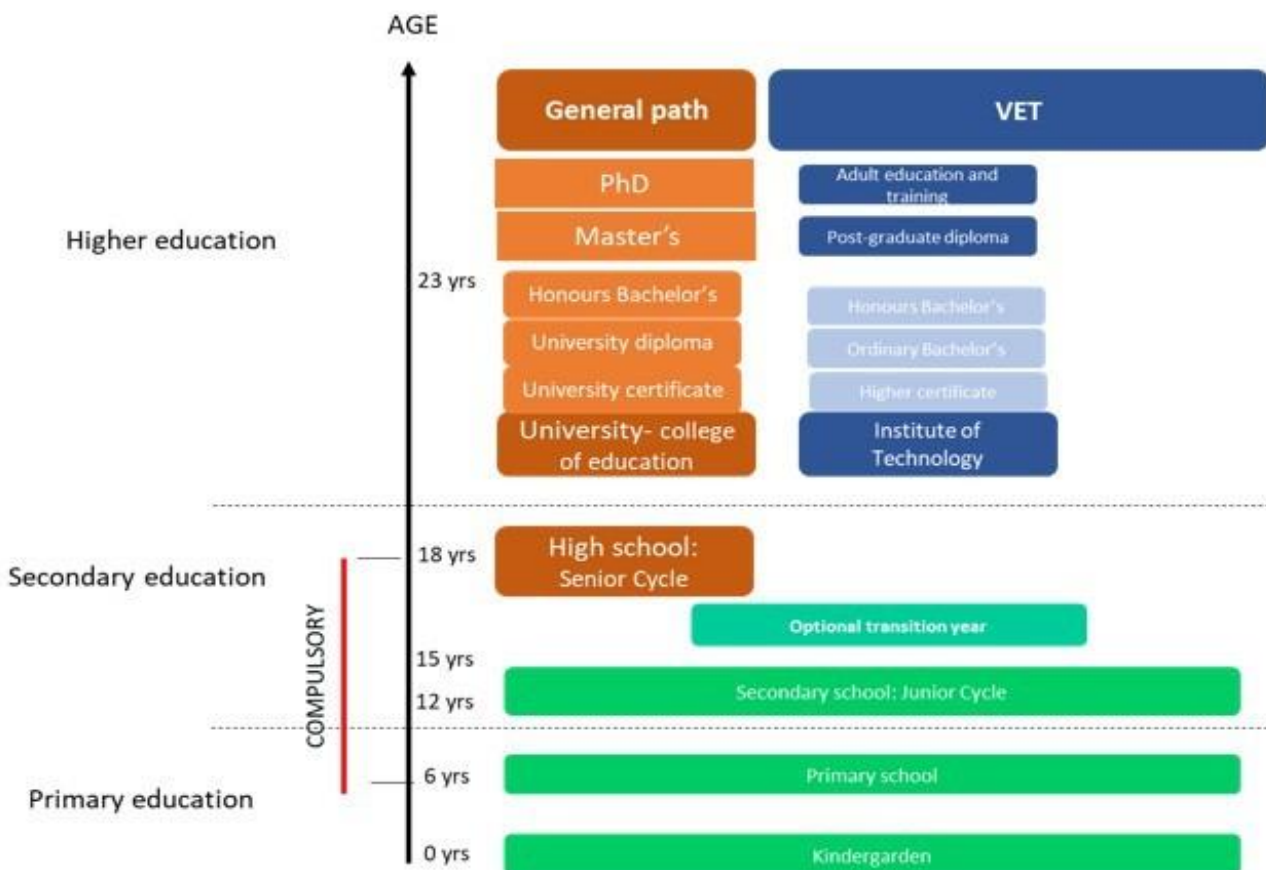 AGE
General path
VET
PhD
Adult education and
training
Higher education
Master's
Post-graduate diploma
23 yrs
Honours Bachelor's
Honours Bachelor's
University diploma
Ordinary Bachelor's
University certificate
Higher certificate
University- college
of education
Institute of
Technology
18 yrs
High school:
Senior Cycle
Secondary education
COMPULSORY
Optional transition year
15 yrs
Secondary school: Junior Cycle
12 yrs
6 yrs
Primary school
Primary education
0 yrs
Kindergarden